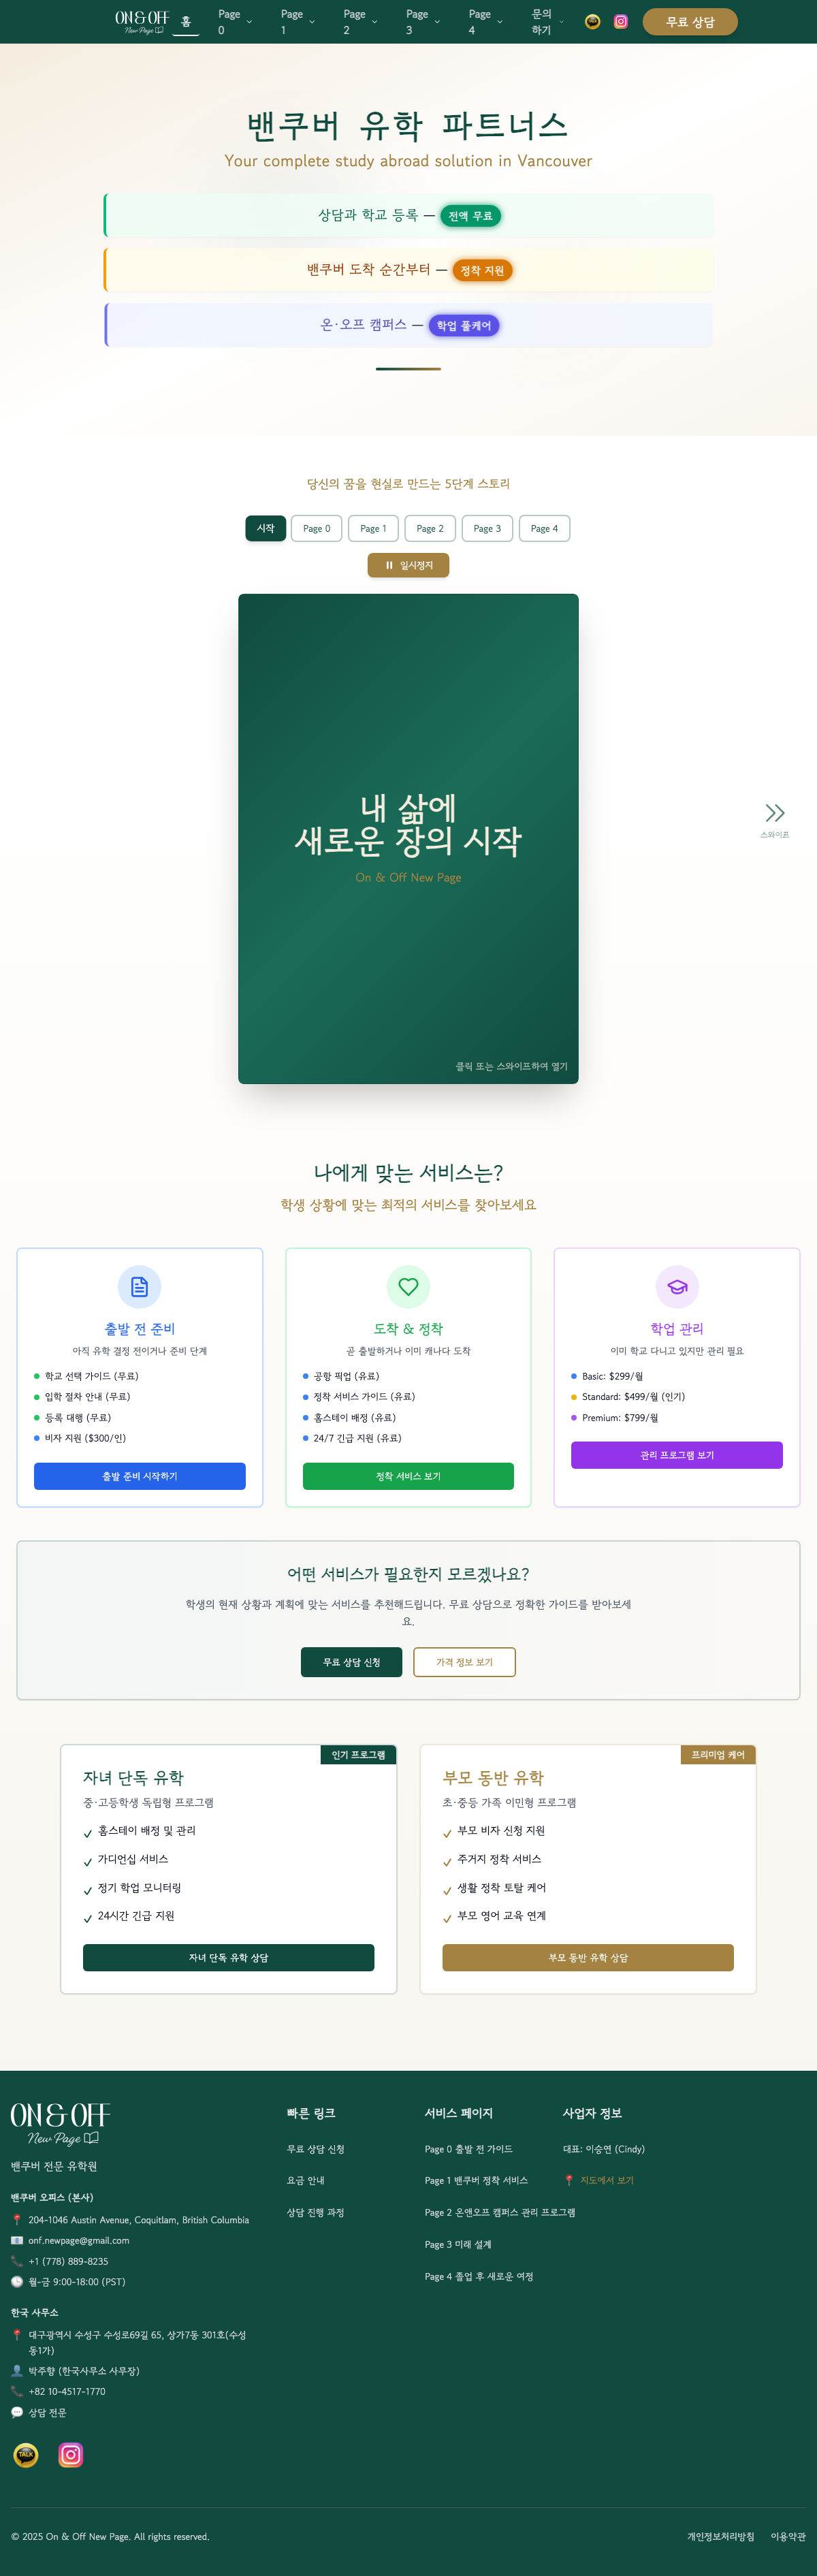 ON & OFF
New Page
홈
Page 0
Page 1
Page 2
Page 3
Page 4
문의하기
무료 상담
밴쿠버 유학 파트너스
Your complete study abroad solution in Vancouver
상담과 학교 등록 — 전액 무료
밴쿠버 도착 순간부터 — 정착 지원
온·오프 캠퍼스 — 학업 풀케어
당신의 꿈을 현실로 만드는 5단계 스토리
시작 Page 0 Page 1 Page 2 Page 3 Page 4
일시정지
내 삶에
새로운 장의 시작
On & Off New Page
스와이프
클릭 또는 스와이프하여 열기
나에게 맞는 서비스는?
학생 상황에 맞는 최적의 서비스를 찾아보세요
출발 전 준비
아직 유학 결정 전이거나 준비 단계
학교 선택 가이드 (무료)
입학 절차 안내 (무료)
등록 대행 (무료)
비자 지원 ($300/인)
출발 준비 시작하기
도착 & 정착
곧 출발하거나 이미 캐나다 도착
공항 픽업 (유료)
정착 서비스 가이드 (유료)
홈스테이 배정 (유료)
24/7 긴급 지원 (유료)
정착 서비스 보기
학업 관리
이미 학교 다니고 있지만 관리 필요
Basic: $299/월
Standard: $499/월 (인기)
Premium: $799/월
관리 프로그램 보기
어떤 서비스가 필요한지 모르겠나요?
학생의 현재 상황과 계획에 맞는 서비스를 추천해드립니다. 무료 상담으로 정확한 가이드를 받아보세
요.
무료 상담 신청
가격 정보 보기
인기 프로그램
자녀 단독 유학
중·고등학생 독립형 프로그램
홈스테이 배정 및 관리
가디언십 서비스
정기 학업 모니터링
24시간 긴급 지원
자녀 단독 유학 상담
프리미엄 케어
부모 동반 유학
초·중등 가족 이민형 프로그램
부모 비자 신청 지원
주거지 정착 서비스
생활 정착 토탈 케어
부모 영어 교육 연계
부모 동반 유학 상담
ON & OFF
New Page
밴쿠버 전문 유학원
밴쿠버 오피스 (본사)
204-1046 Austin Avenue, Coquitlam, British Columbia
onf.newpage@gmail.com
+1 (778) 889-8235
월-금 9:00-18:00 (PST)
한국 사무소
대구광역시 수성구 수성로69길 65, 상가7동 301호(수성
동1가)
박주향 (한국사무소 사무장)
+82 10-4517-1770
상담 전문
TALK
빠른 링크
무료 상담 신청
요금 안내
상담 진행 과정
서비스 페이지
Page 0 출발 전 가이드
Page 1 밴쿠버 정착 서비스
Page 2 온앤오프 캠퍼스 관리 프로그램
Page 3 미래 설계
Page 4 졸업 후 새로운 여정
사업자 정보
대표: 이승연 (Cindy)
지도에서 보기
© 2025 On & Off New Page. All rights reserved.
개인정보처리방침 이용약관